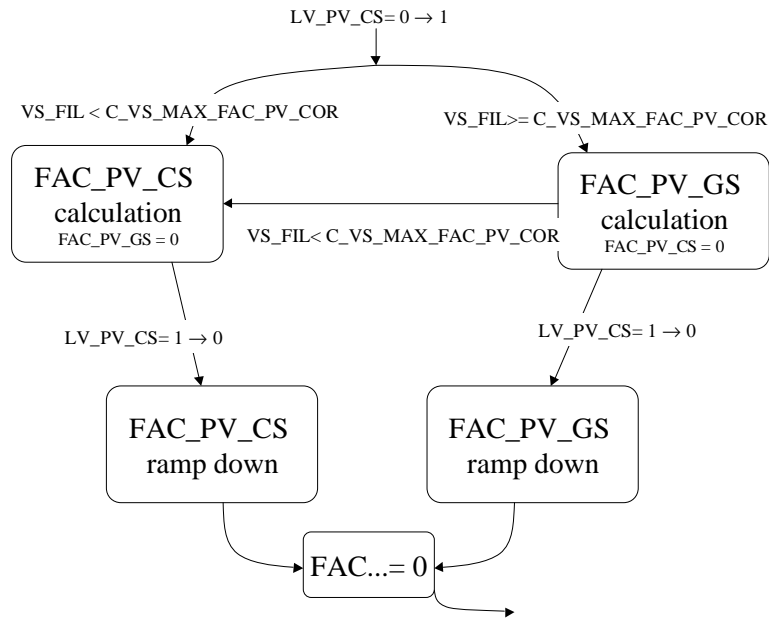 LV_PV_CS= 0 → 1
VS_FIL < C_VS_MAX_FAC_PV_COR
VS_FIL>= C_VS_MAX_FAC_PV_COR
FAC_PV_CS
calculation
FAC_PV_GS = 0
FAC_PV_GS
calculation
FAC_PV_CS = 0
VS_FIL< C_VS_MAX_FAC_PV_COR
LV_PV_CS= 1 → 0
LV_PV_CS= 1 → 0
FAC_PV_CS
ramp down
FAC_PV_GS
ramp down
FAC...= 0